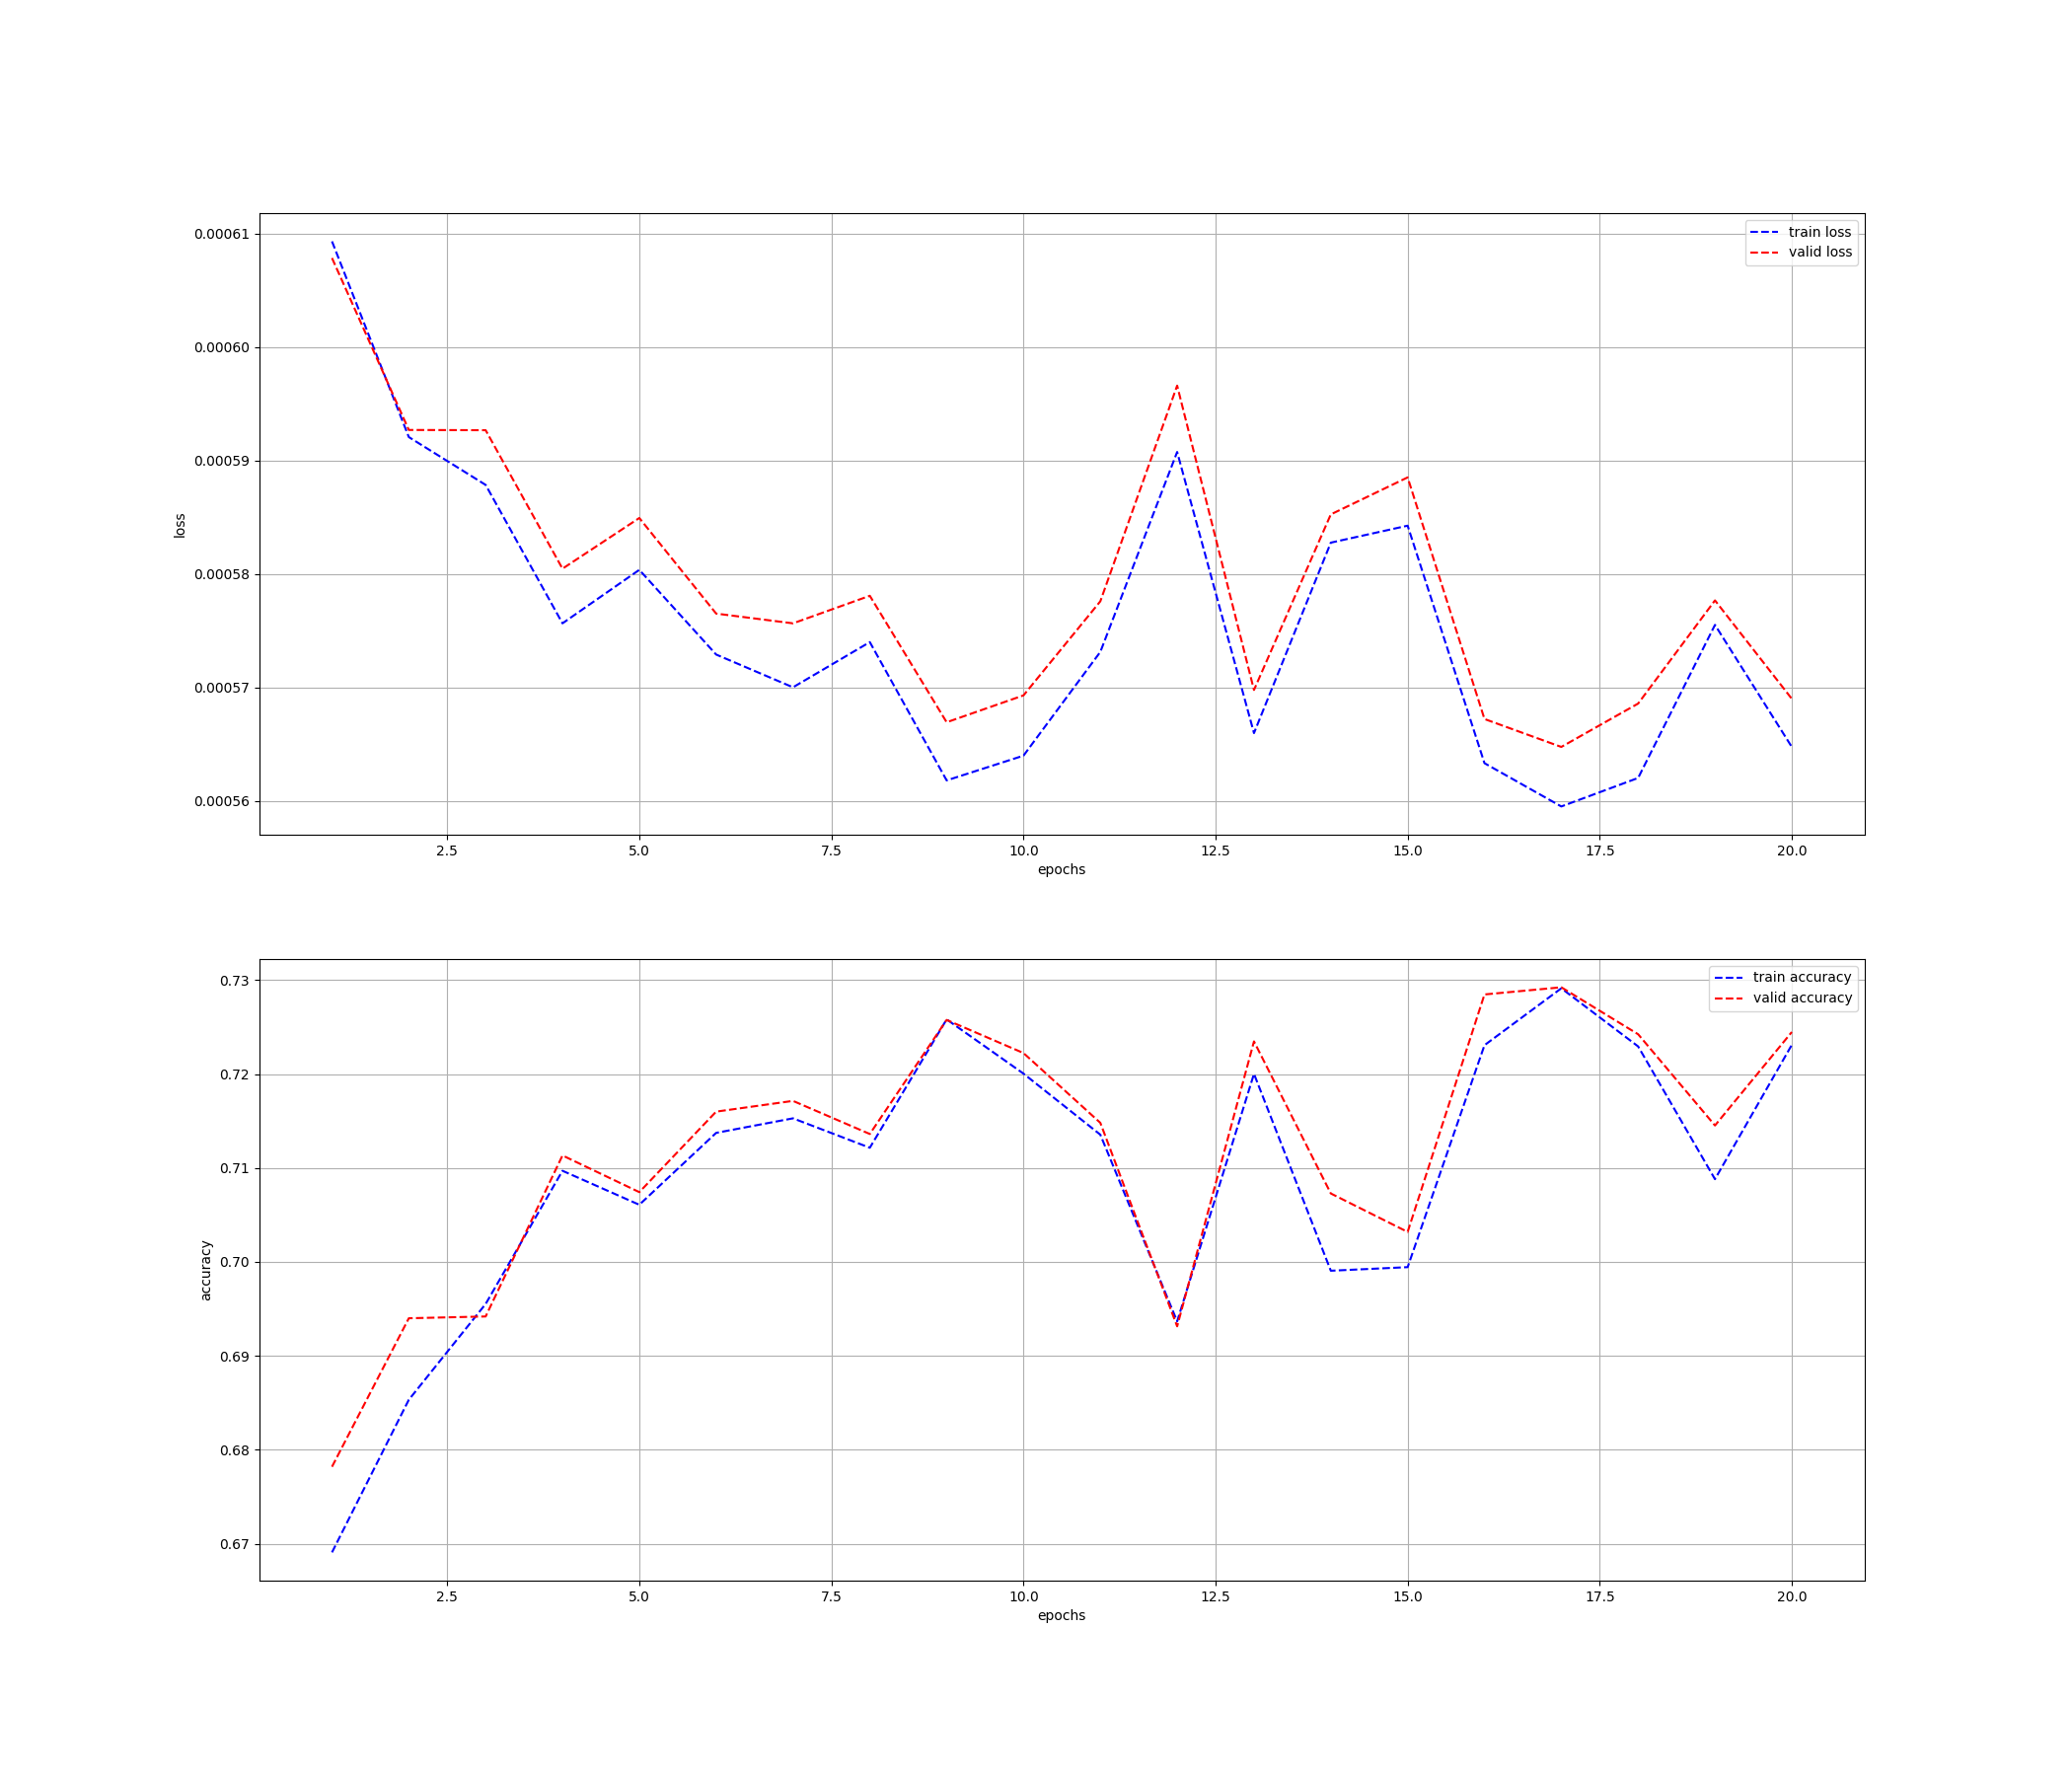 train loss
valid loss
0.00061
0.00060
0.00059
0.00058
0.00057
0.00056
loss
2.5 5.0 7.5 10.0 12.5 15.0 17.5 20.0
epochs
train accuracy
valid accuracy
0.73
0.72
0.71
0.70
0.69
0.68
0.67
accuracy
2.5 5.0 7.5 10.0 12.5 15.0 17.5 20.0
epochs